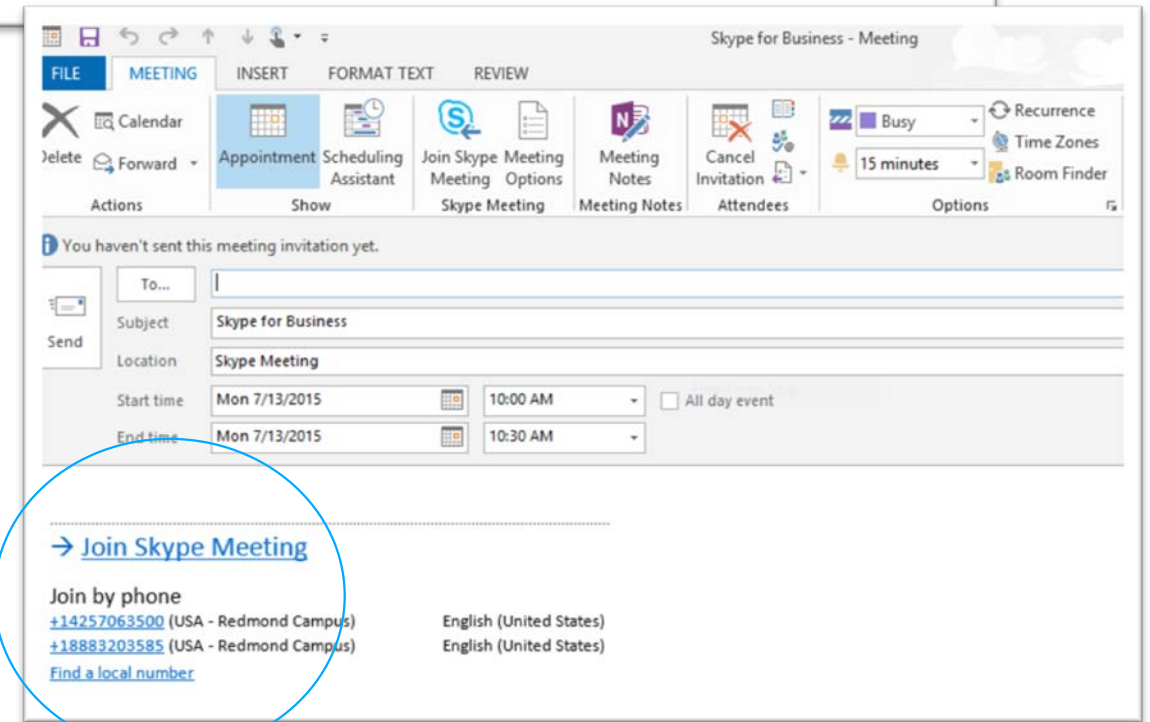 Skype for Business - Meeting
FILE MEETING INSERT FORMAT TEXT REVIEW
Calendar
Forward
Delete
Appointment
Scheduling
Assistant
Join Skype
Meeting
Meeting
Options
Meeting
Notes
Cancel
Invitation
Busy
15 minutes
Recurrence
Time Zones
Room Finder
Actions Show Skype Meeting Meeting Notes Attendees Options
You haven't sent this meeting invitation yet.
Send
To...
Subject Skype for Business
Location Skype Meeting
Start time Mon 7/13/2015 10:00 AM All day event
End time Mon 7/13/2015 10:30 AM
→ Join Skype Meeting
Join by phone
+14257063500 (USA - Redmond Campus) English (United States)
+18883203585 (USA - Redmond Campus) English (United States)
Find a local number